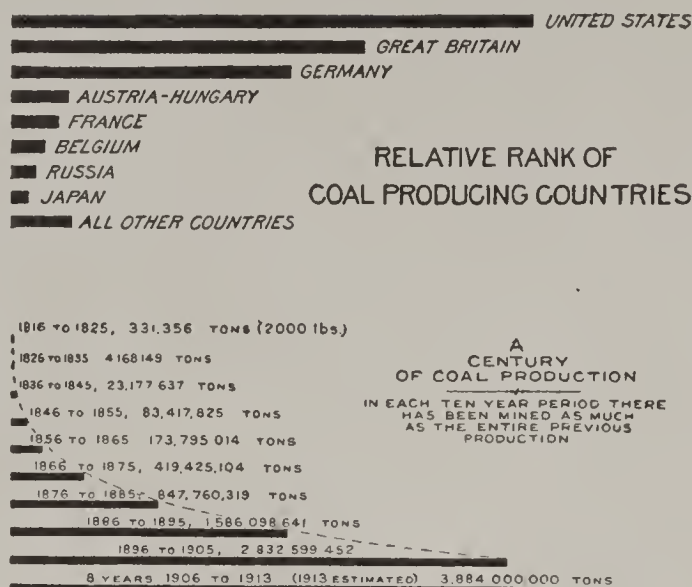 UNITED STATES
GREAT BRITAIN
GERMANY
AUSTRIA-HUNGARY
FRANCE
BELGIUM
RUSSIA
JAPAN
ALL OTHER COUNTRIES
RELATIVE RANK OF
COAL PRODUCING COUNTRIES
1816 TO 1825, 331,356 TONS (2000 lbs.)
1826 TO 1835 4168149 TONS
1836 TO 1845, 23,177637 TONS
1846 TO 1855, 83,417,825 TONS
1856 TO 1865 173,795 014 TONS
1866 TO 1875, 419,425,104 TONS
1876 TO 1885- 847,760,319 TONS
1886 TO 1895, 1,586,098,641 TONS
1896 TO 1905, 2 832 599 452
8 YEARS 1906 TO 1913 (1913 ESTIMATED) 3,884 000,000 TONS
A
CENTURY
OF COAL PRODUCTION
IN EACH TEN YEAR PERIOD THERE
HAS BEEN MINED AS MUCH
AS THE ENTIRE PREVIOUS
PRODUCTION